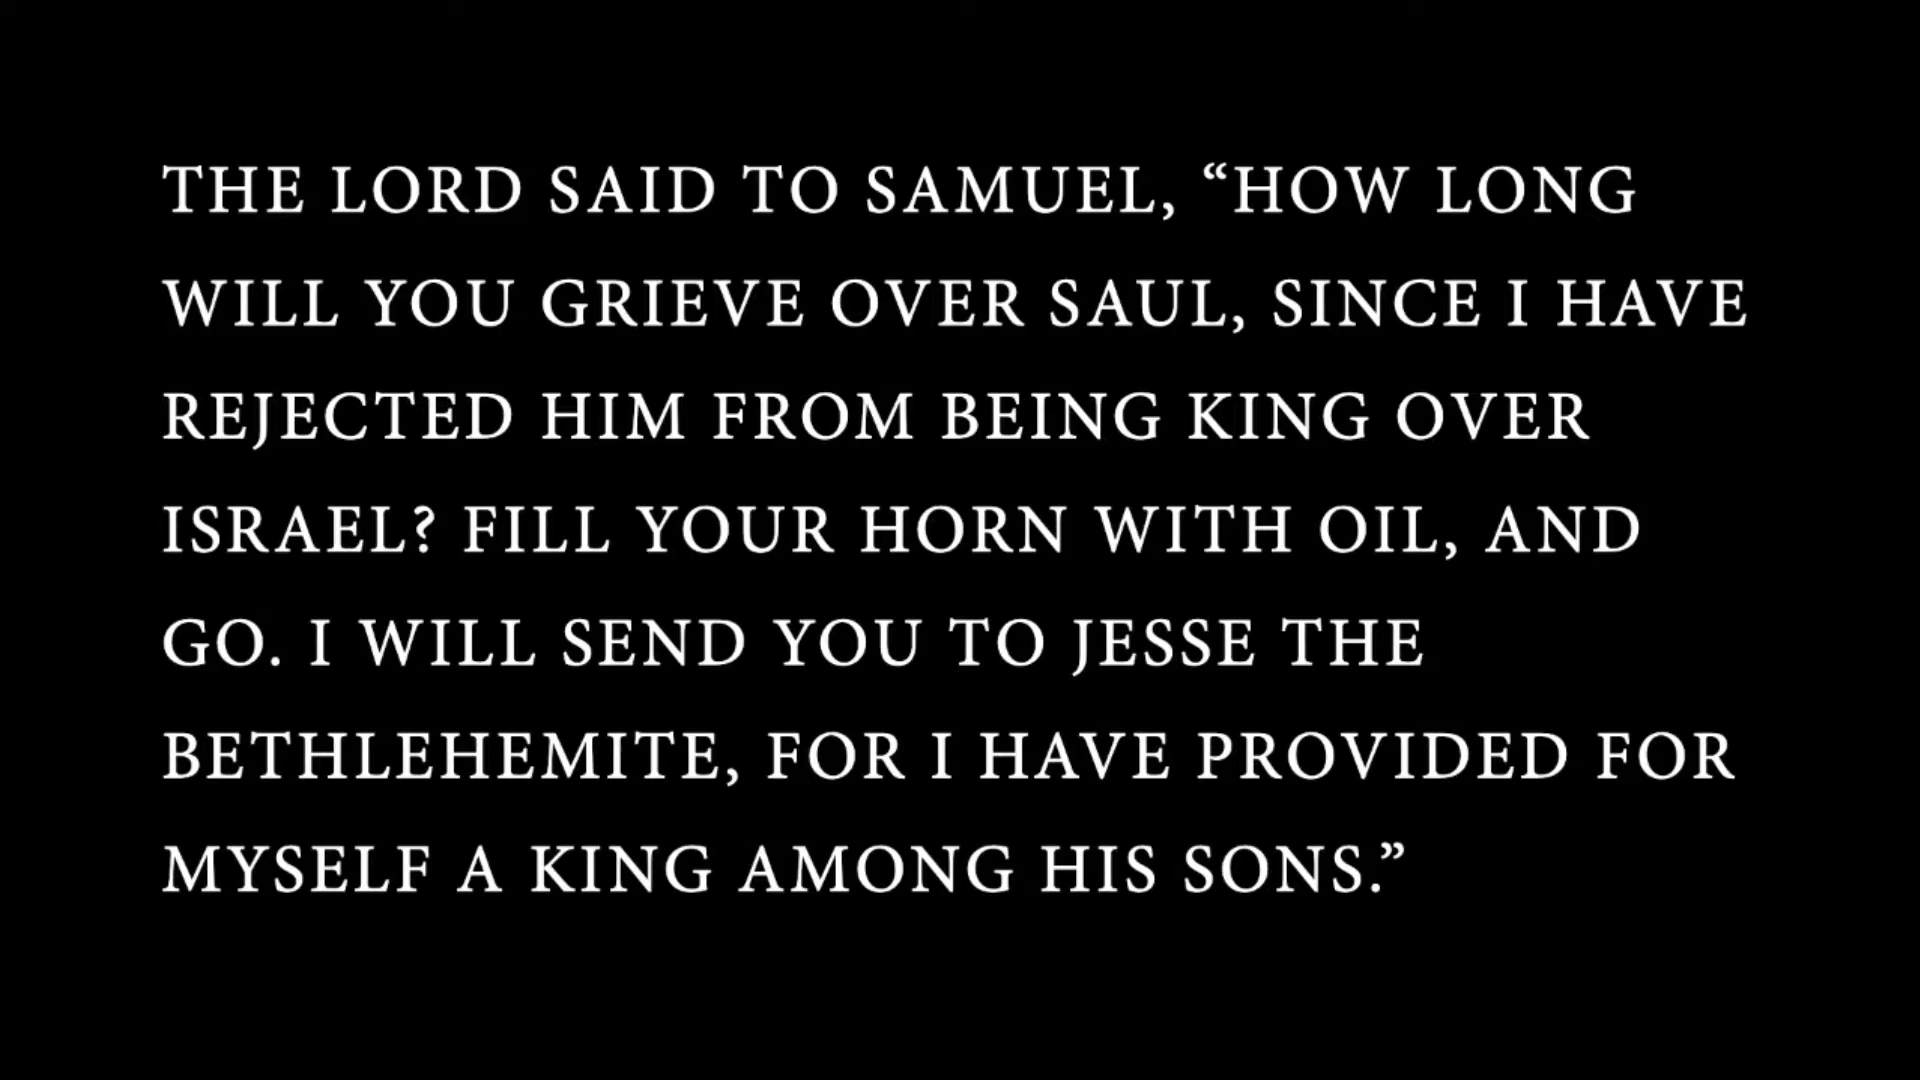 THE LORD SAID TO SAMUEL, “HOW LONG
WILL YOU GRIEVE OVER SAUL, SINCE I HAVE
REJECTED HIM FROM BEING KING OVER
ISRAEL? FILL YOUR HORN WITH OIL, AND
GO. I WILL SEND YOU TO JESSE THE
BETHLEHEMITE, FOR I HAVE PROVIDED FOR
MYSELF A KING AMONG HIS SONS.”